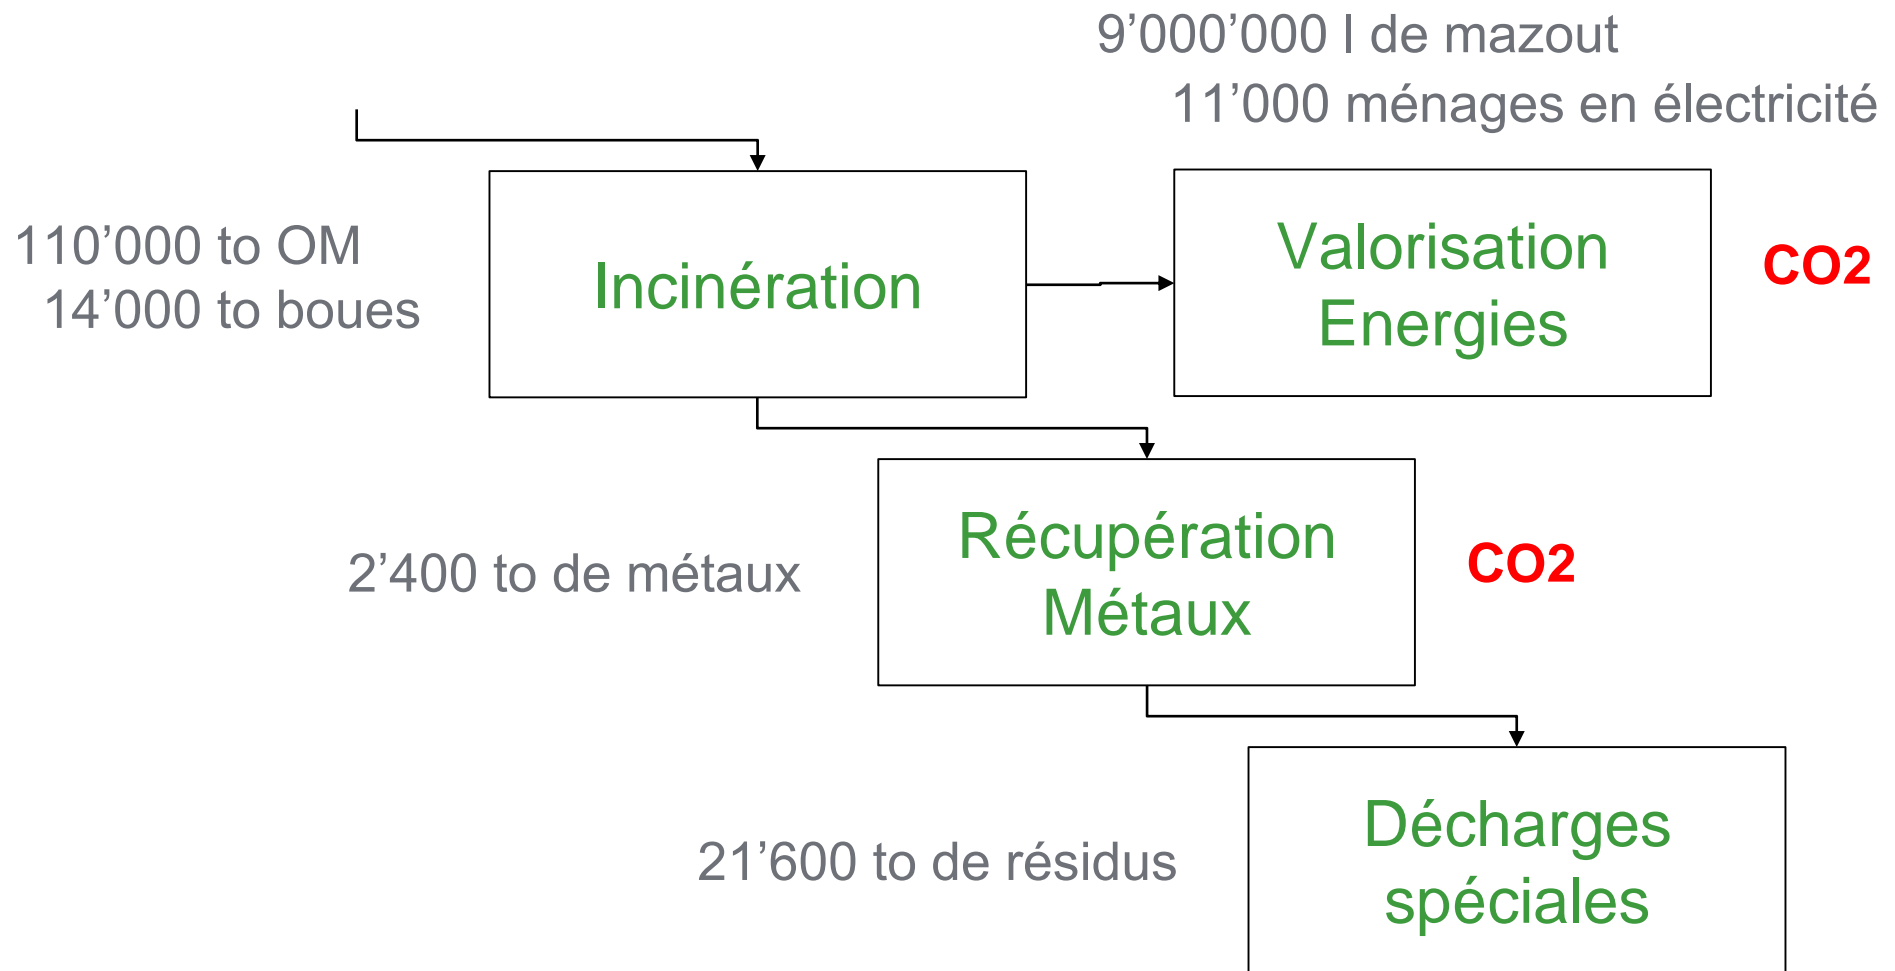 9’000’000 l de mazout
11’000 ménages en électricité
110’000 to OM
14’000 to boues
Incinération
Valorisation
Energies
CO2
2’400 to de métaux
Récupération
Métaux
CO2
21’600 to de résidus
Décharges
spéciales